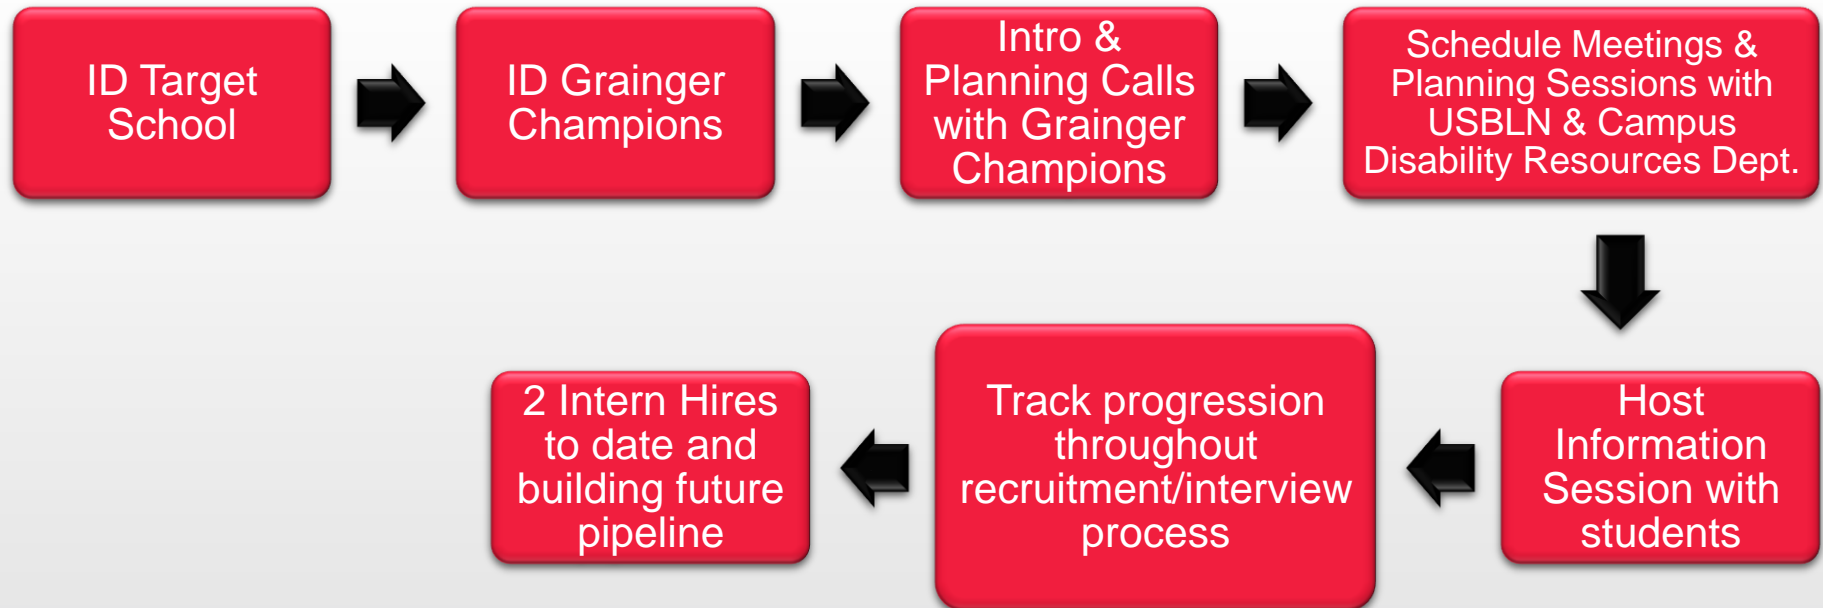 ID Target
School
ID Grainger
Champions
Intro &
Planning Calls
with Grainger
Champions
Schedule Meetings &
Planning Sessions with
USBLN & Campus
Disability Resources Dept.
Host
Information
Session with
students
Track progression
throughout
recruitment/interview
process
2 Intern Hires
to date and
building future
pipeline